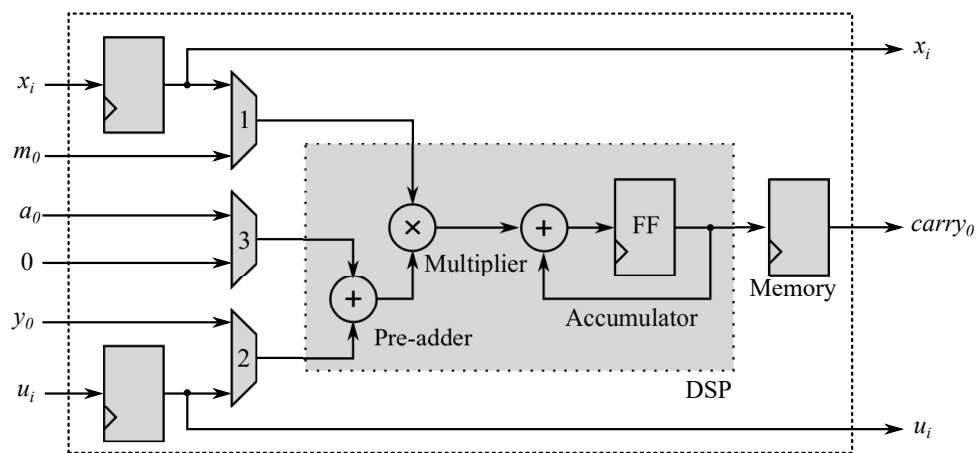 x_i
x_i
1
m_0
a_0
3
FF
carry_0
0
Multiplier
Memory
y_0
Accumulator
Pre-adder
2
DSP
u_i
u_i